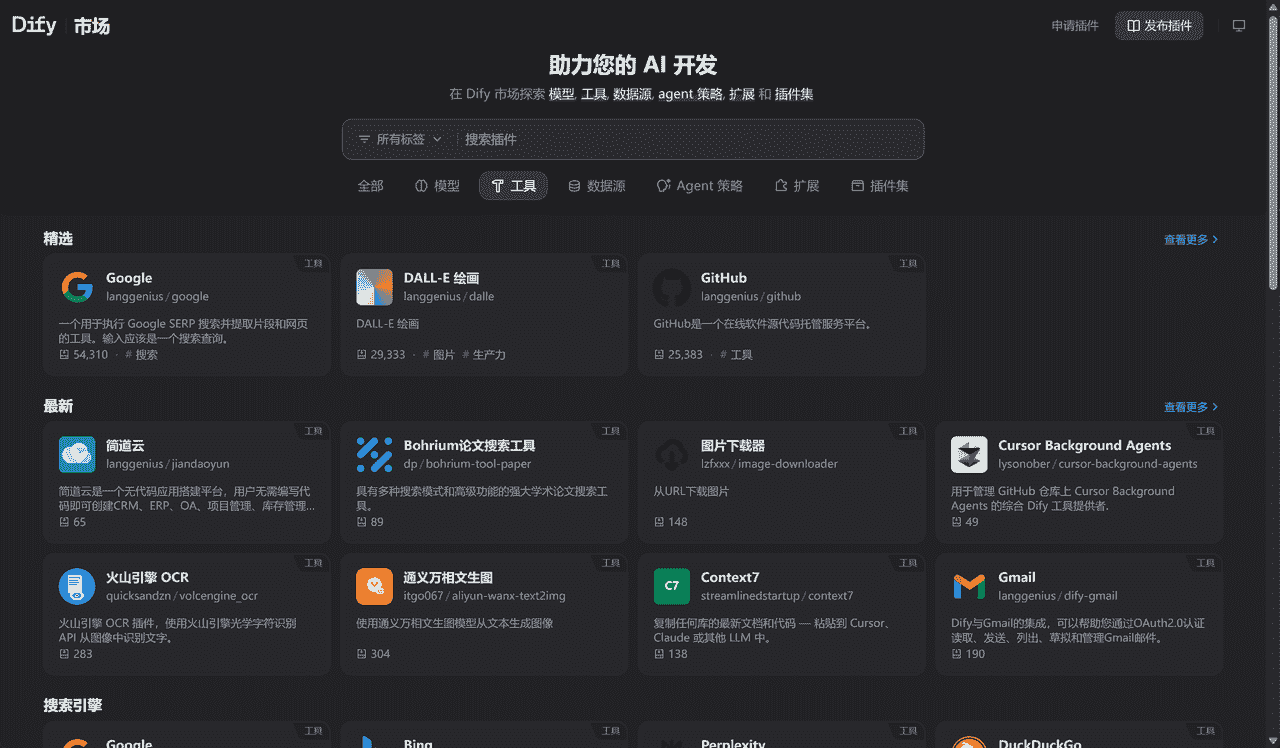 Dify 市场
申请插件
发布插件
助力您的 AI 开发
在 Dify 市场探索 模型, 工具, 数据源, agent 策略, 扩展 和 插件集
所有标签
搜索插件
全部
模型
工具
数据源
Agent 策略
扩展
插件集
精选
查看更多
工具
Google
langgenius / google
一个用于执行 Google SERP 搜索并提取片段和网页
的工具。输入应该是一个搜索查询。
54,310 · # 搜索
工具
DALL-E 绘画
langgenius / dalle
DALL-E 绘画
29,333 · # 图片 # 生产力
工具
GitHub
langgenius / github
GitHub是一个在线软件源代码托管服务平台。
25,383 · # 工具
最新
查看更多
工具
简道云
langgenius / jiandaoyun
简道云是一个无代码应用搭建平台，用户无需编写代
码即可创建CRM、ERP、OA、项目管理、库存管理...
65
工具
Bohrium论文搜索工具
dp / bohrium-tool-paper
具有多种搜索模式和高级功能的强大学术论文搜索工
具。
89
工具
图片下载器
lzfxxx / image-downloader
从URL下载图片
148
工具
Cursor Background Agents
lysonober / cursor-background-agents
用于管理 GitHub 仓库上 Cursor Background
Agents 的综合 Dify 工具提供者.
49
工具
火山引擎 OCR
quicksandzn / volcengine_ocr
火山引擎 OCR 插件，使用火山引擎光学字符识别
API 从图像中识别文字。
283
工具
通义万相文生图
itgo067 / aliyun-wanx-text2img
使用通义万相文生图模型从文本生成图像
304
工具
C7
Context7
streamlinedstartup / context7
复制任何库的最新文档和代码 — 粘贴到 Cursor、
Claude 或其他 LLM 中。
138
工具
Gmail
langgenius / dify-gmail
Dify与Gmail的集成，可以帮助您通过OAuth2.0认证
读取、发送、列出、草拟和管理Gmail邮件。
190
搜索引擎
工具
Google
工具
Bing
工具
Perplexity
工具
DuckDuckGo